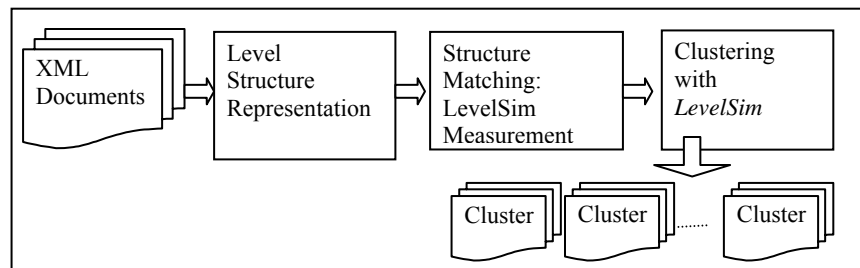 XML
Documents
Level
Structure
Representation
Structure
Matching:
LevelSim
Measurement
Clustering
with
LevelSim
Cluster
Cluster
........
Cluster